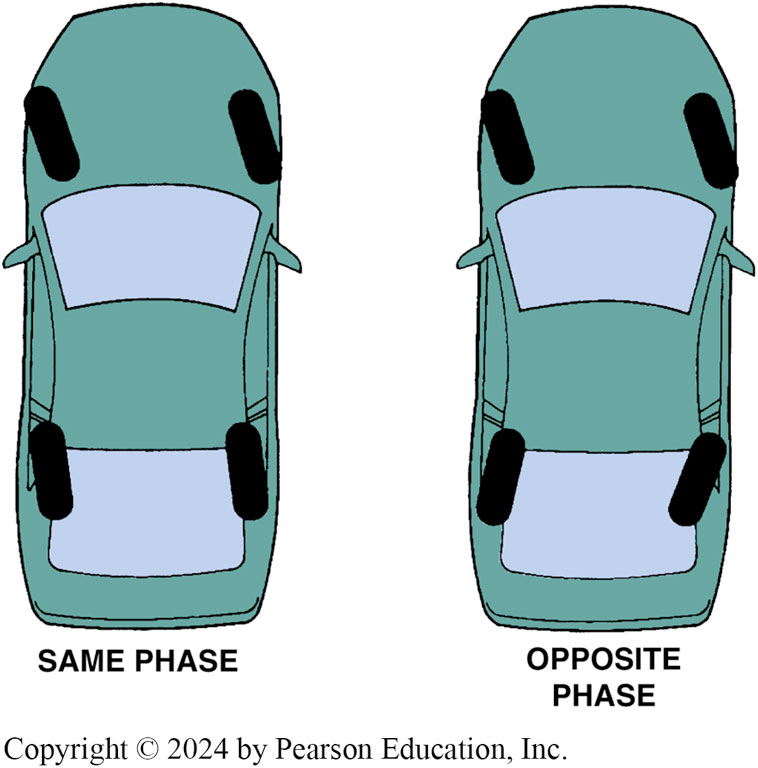 SAME PHASE
OPPOSITE
PHASE
Copyright © 2024 by Pearson Education, Inc.